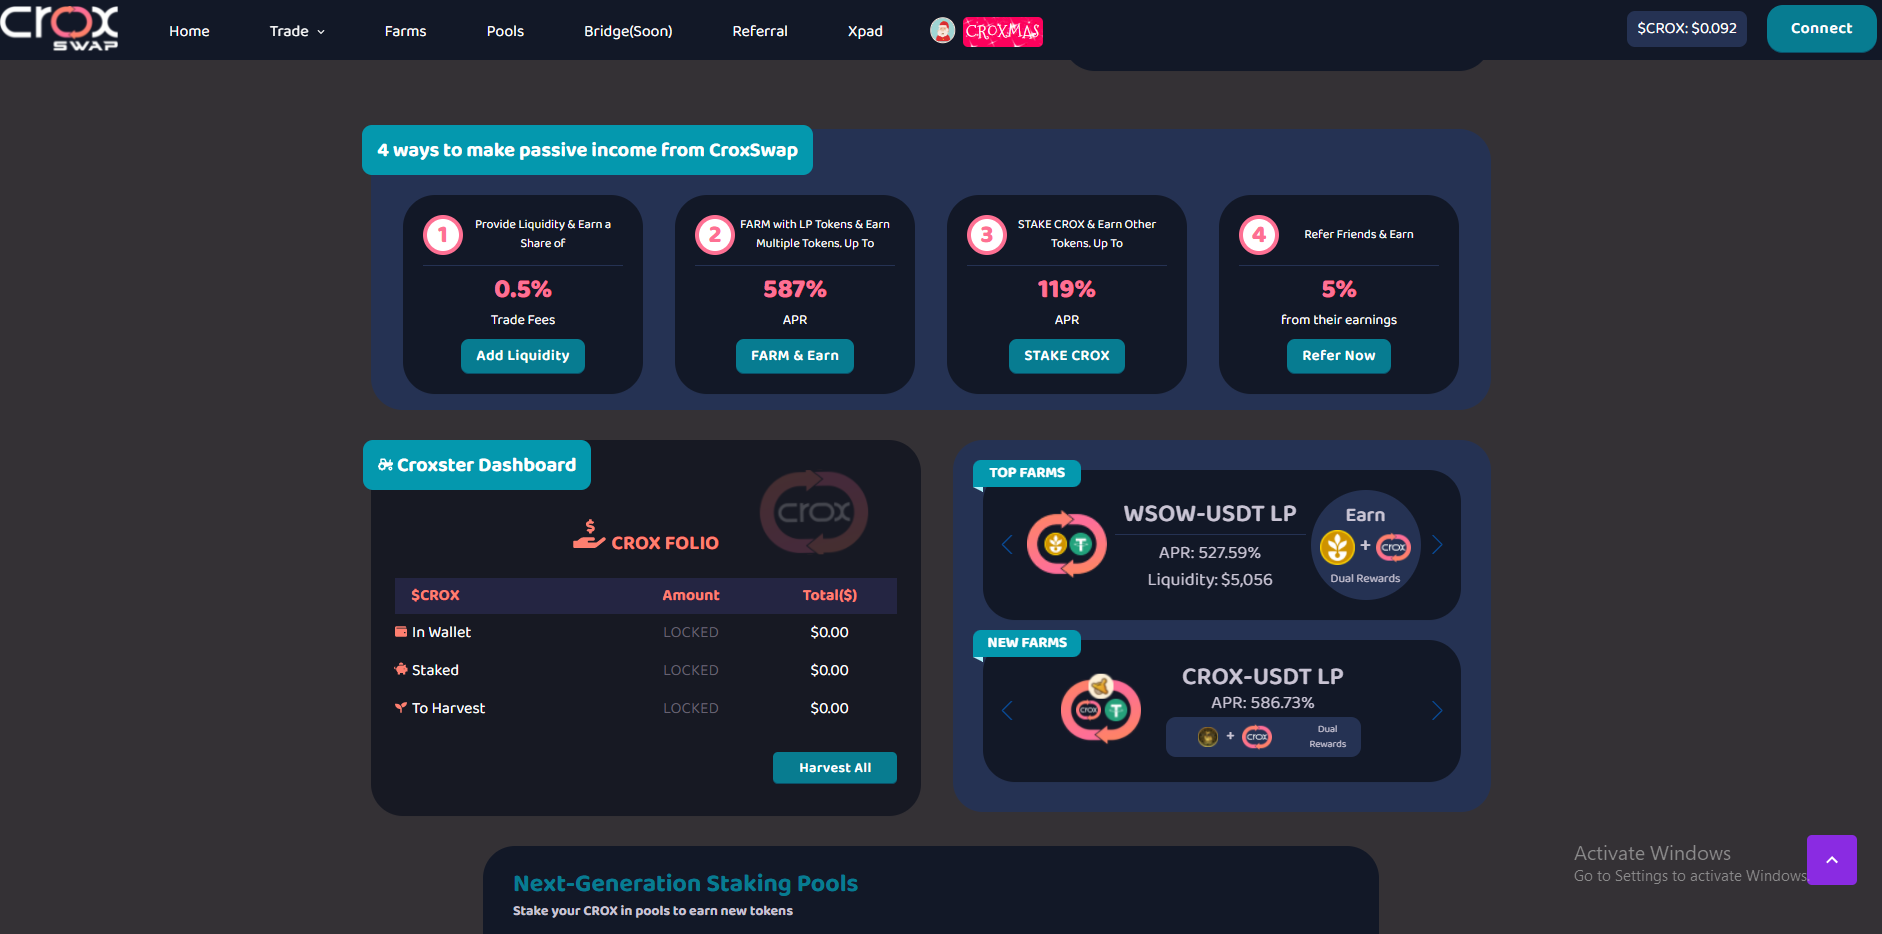 crox
SWAP
Home
Trade
Farms
Pools
Bridge(Soon)
Referral
Xpad
CROXMAS
$CROX: $0.092
Connect
4 ways to make passive income from CroxSwap
1
Provide Liquidity & Earn a
Share of
0.5%
Trade Fees
Add Liquidity
2
FARM with LP Tokens & Earn
Multiple Tokens. Up To
587%
APR
FARM & Earn
3
STAKE CROX & Earn Other
Tokens. Up To
119%
APR
STAKE CROX
4
Refer Friends & Earn
5%
from their earnings
Refer Now
Croxster Dashboard
crox
$ CROX FOLIO
$CROX Amount Total($)
In Wallet LOCKED $0.00
Staked LOCKED $0.00
To Harvest LOCKED $0.00
Harvest All
TOP FARMS
WSOW-USDT LP
APR: 527.59%
Liquidity: $5,056
Earn
+ crox
Dual Rewards
NEW FARMS
crox
CROX-USDT LP
APR: 586.73%
+ crox
Dual
Rewards
Next-Generation Staking Pools
Stake your CROX in pools to earn new tokens
Activate Windows
Go to Settings to activate Windows.